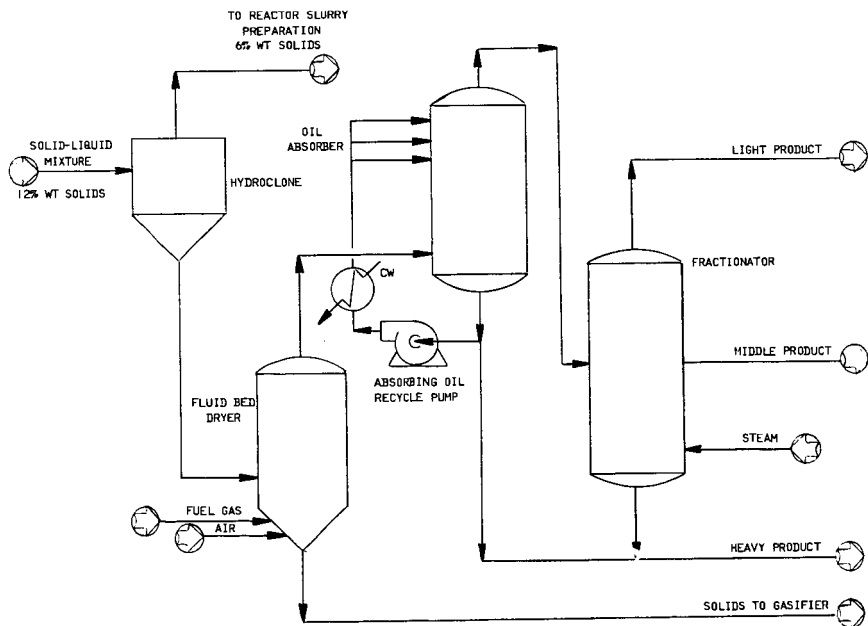 TO REACTOR SLURRY
PREPARATION
6% WT SOLIDS
SOLID-LIQUID
MIXTURE
12% WT SOLIDS
HYDROCLONE
OIL
ABSORBER
LIGHT PRODUCT
FRACTIONATOR
CW
MIDDLE PRODUCT
ABSORBING OIL
RECYCLE PUMP
FLUID BED
DRYER
STEAM
FUEL GAS
AIR
HEAVY PRODUCT
SOLIDS TO GASIFIER